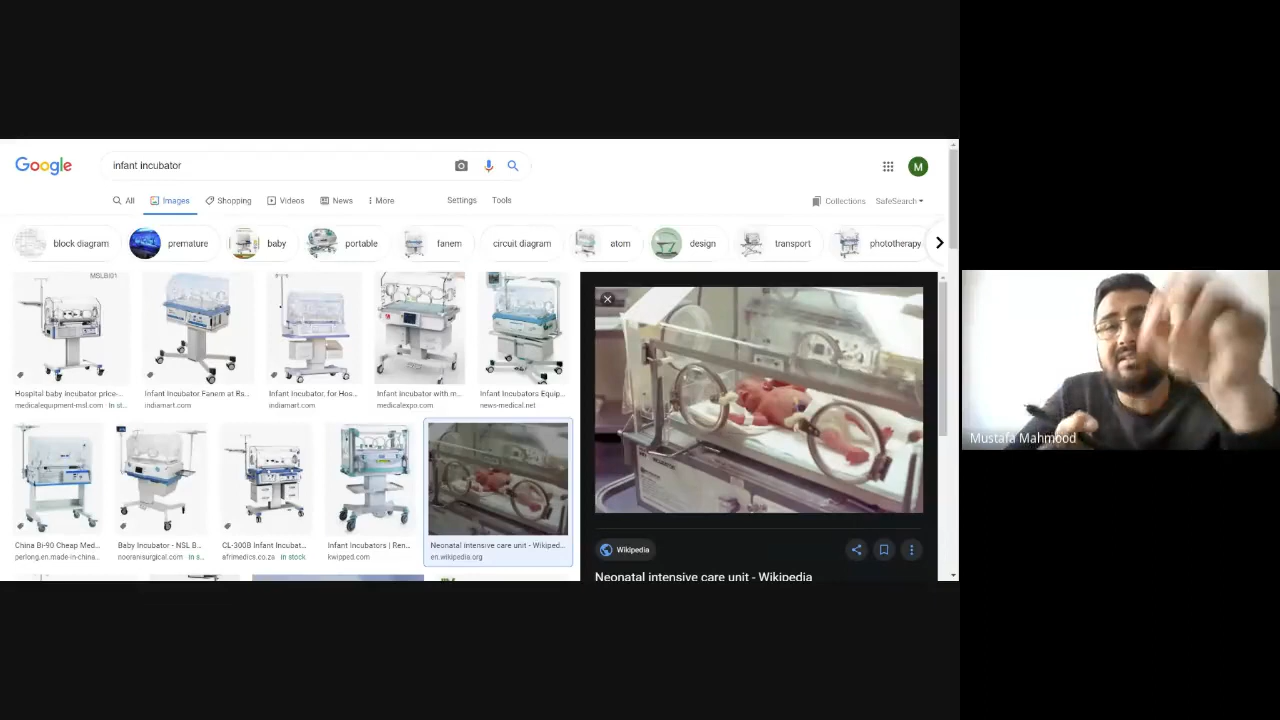 Google
infant incubator
M
All
Images
Shopping
Videos
News
More
Settings
Tools
Collections
SafeSearch
block diagram
premature
baby
portable
fanem
circuit diagram
atom
design
transport
phototherapy
MSLBI01
Hospital baby incubator price-...
medicalequipment-msl.com In st...
Infant Incubator Fanem at Rs...
indiamart.com
Infant Incubator, for Hos...
indiamart.com
Infant Incubator with m...
medicalexpo.com
Infant Incubators Equip...
news-medical.net
China Bi-90 Cheap Med...
perlong.en.made-in-china...
Baby Incubator - NSL B...
nooranisurgical.com In s...
CL-300B Infant Incubat...
afrimedics.co.za In stock
Infant Incubators | Ren...
kwipped.com
Neonatal intensive care unit - Wikiped...
en.wikipedia.org
Wikipedia
Neonatal intensive care unit - Wikipedia
Mustafa Mahmood